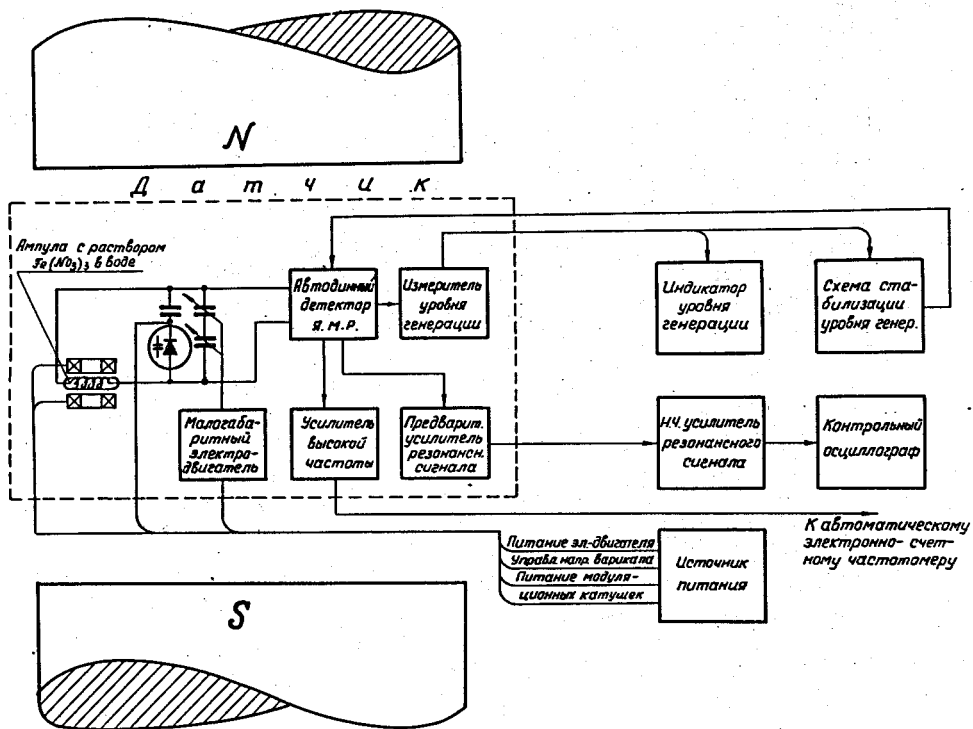 N
Датчик
Ампула с раствором
Fe(NO3)3 в воде
Автодинный
детектор
Я.М.Р.
Измеритель
уровня
генерации
Индикатор
уровня
генерации
Схема ста-
билизации
уровня генер.
Малогаба-
ритный
электро-
двигатель
Усилитель
высокой
частоты
Предварит.
усилитель
резонансн.
сигнала
Н.Ч. усилитель
резонансного
сигнала
Контрольный
осциллограф
К автоматическому
электронно-счет-
ному частотомеру
Питание эл-двигателя
Управл. напр. варикапа
Питание модуля-
ционных катушек
Источник
питания
S